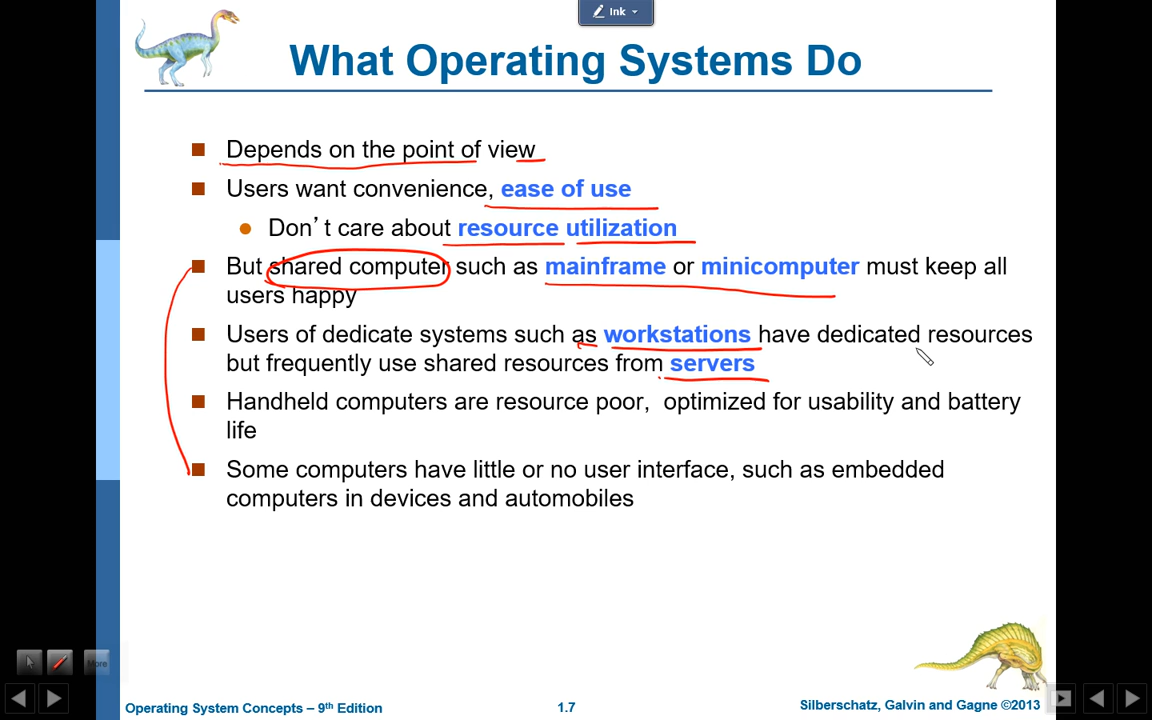 Ink
What Operating Systems Do
Depends on the point of view
Users want convenience, ease of use
Don’t care about resource utilization
But shared computer such as mainframe or minicomputer must keep all
users happy
Users of dedicate systems such as workstations have dedicated resources
but frequently use shared resources from servers
Handheld computers are resource poor, optimized for usability and battery
life
Some computers have little or no user interface, such as embedded
computers in devices and automobiles
More
Operating System Concepts – 9th Edition
1.7
Silberschatz, Galvin and Gagne ©2013